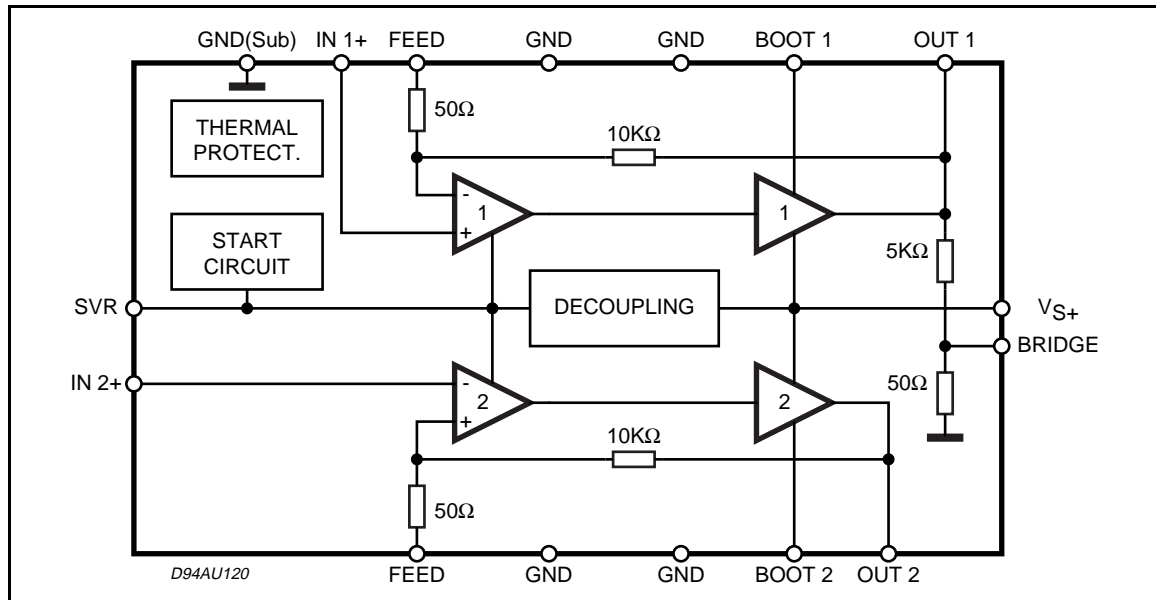 GND(Sub) IN 1+ FEED GND GND BOOT 1 OUT 1
50Ω
THERMAL
PROTECT.
10KΩ
-
1
+
1
START
CIRCUIT
5KΩ
SVR
DECOUPLING
VS+
BRIDGE
IN 2+
-
2
+
2
50Ω
10KΩ
50Ω
D94AU120
FEED GND GND BOOT 2 OUT 2